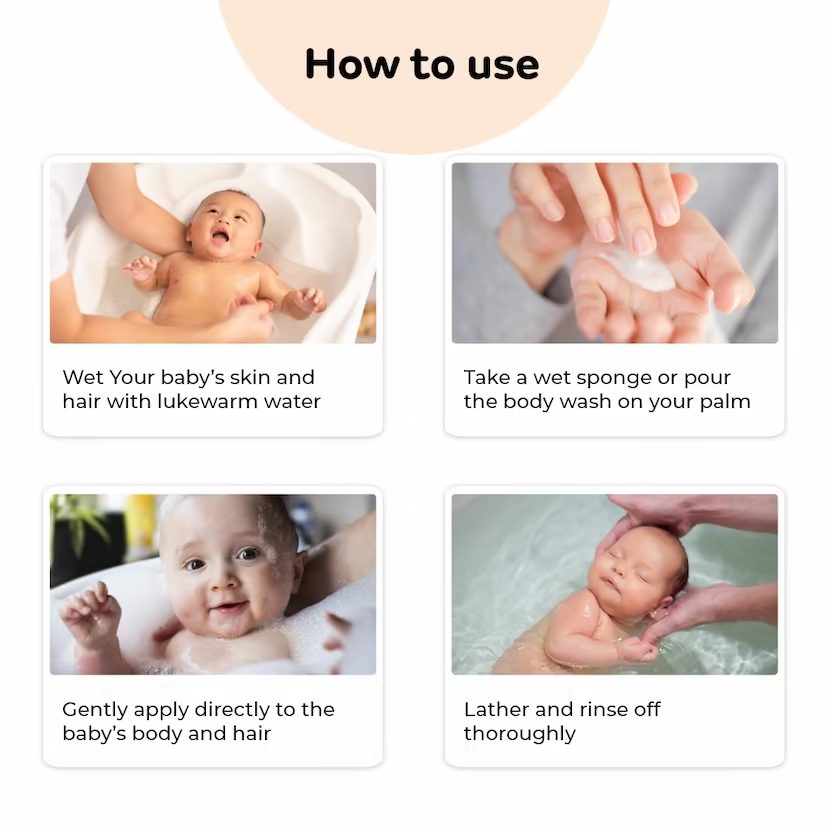 How to use
Wet Your baby's skin and
hair with lukewarm water
Take a wet sponge or pour
the body wash on your palm
Gently apply directly to the
baby's body and hair
Lather and rinse off
thoroughly